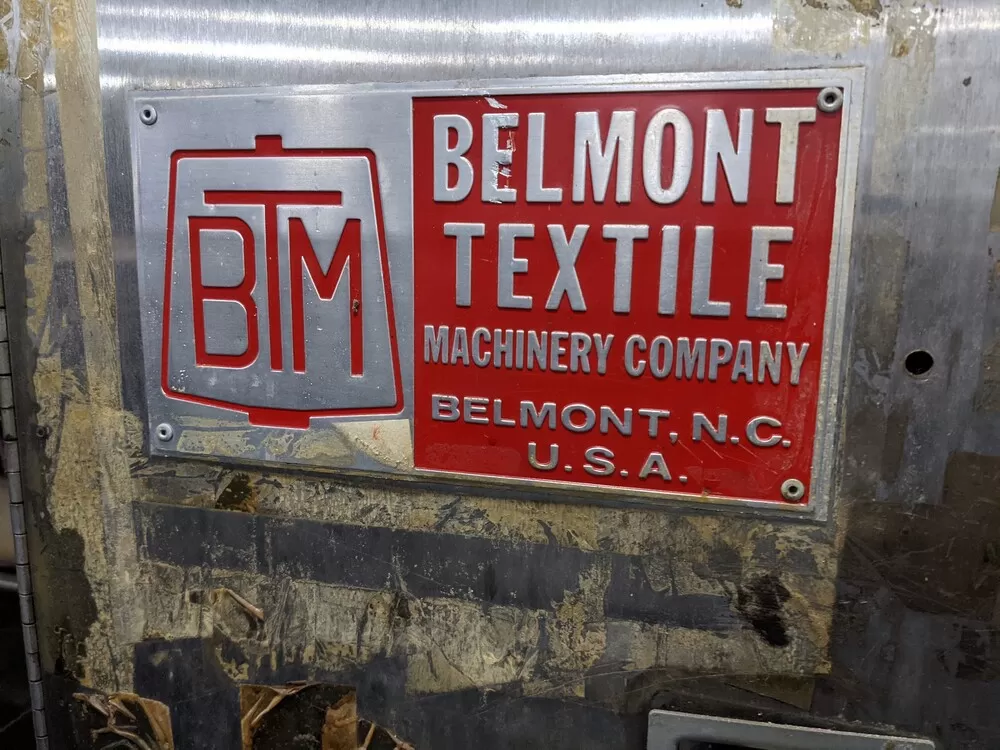 BTM
BELMONT
TEXTILE
MACHINERY COMPANY
BELMONT, N.C.
U.S.A.